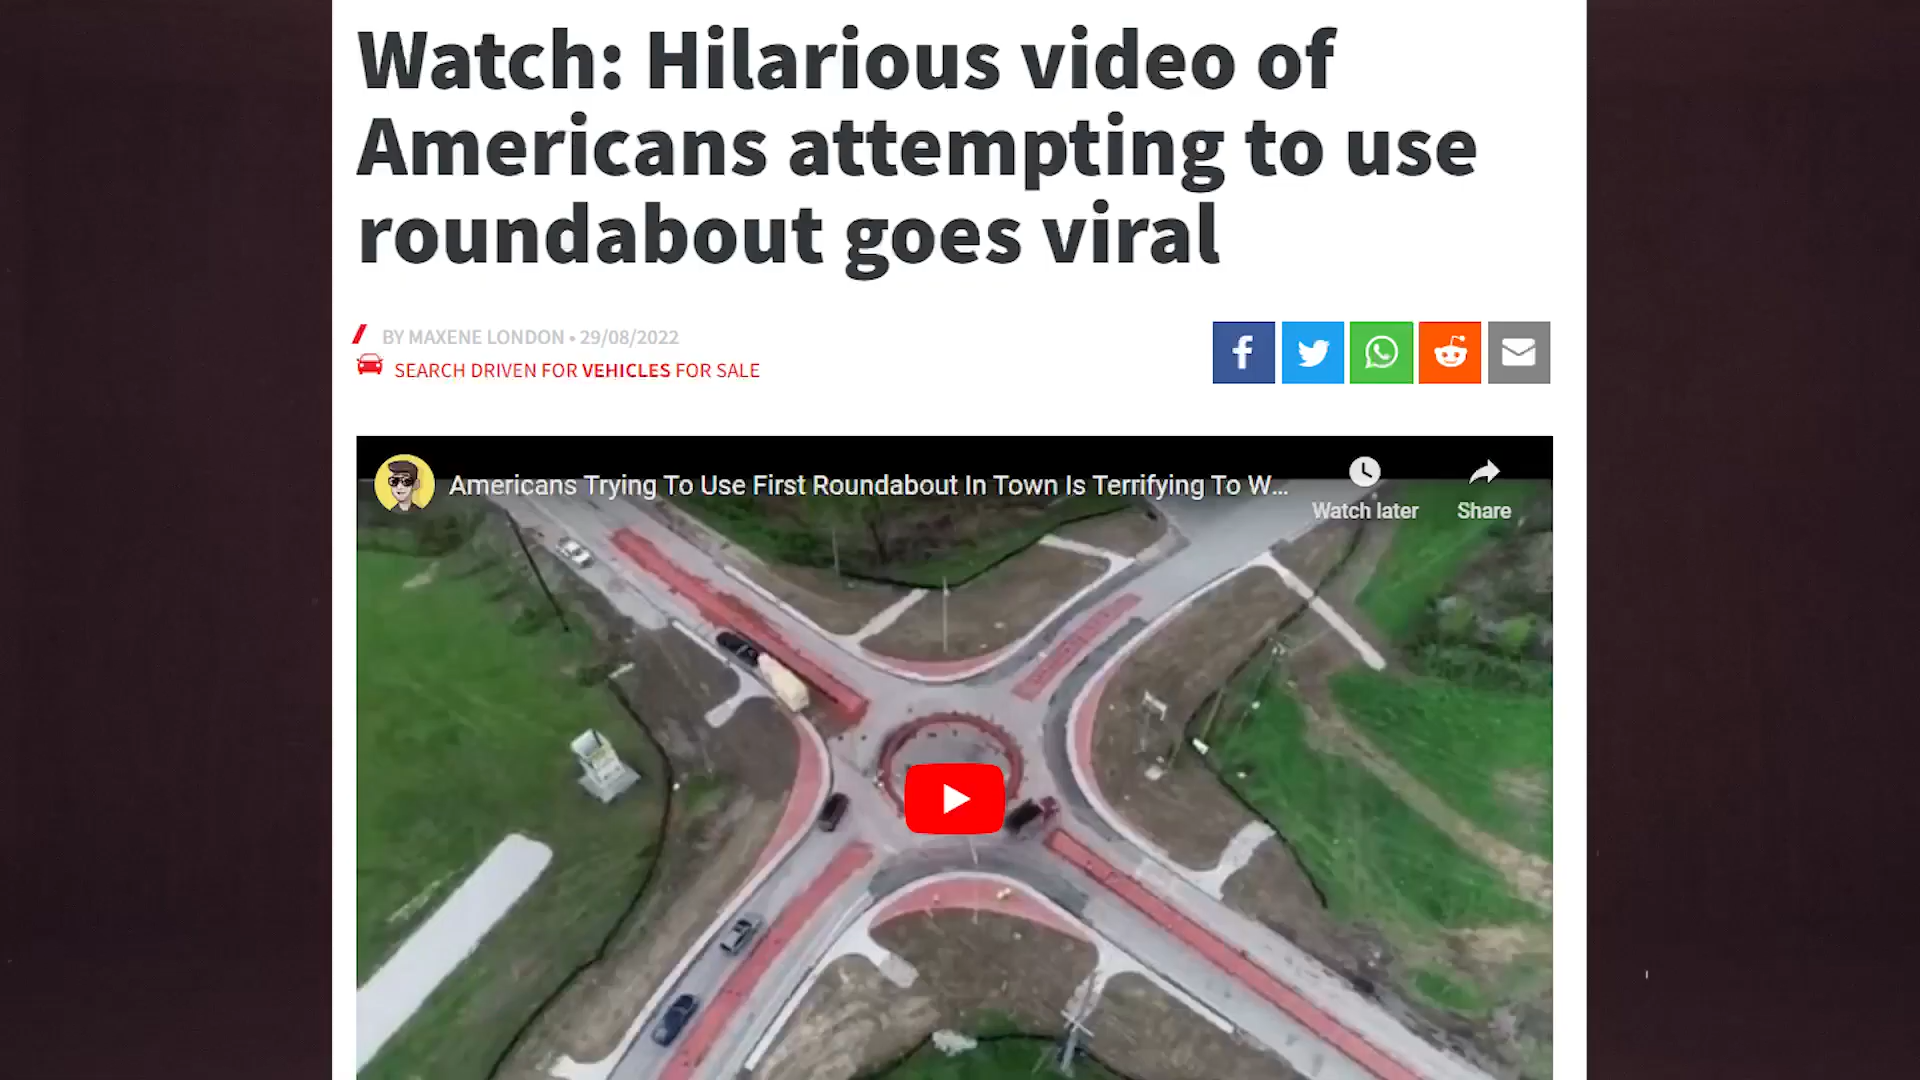 Watch: Hilarious video of
Americans attempting to use
roundabout goes viral
BY MAXENE LONDON • 29/08/2022
SEARCH DRIVEN FOR VEHICLES FOR SALE
Americans Trying To Use First Roundabout In Town Is Terrifying To W...
Watch later
Share